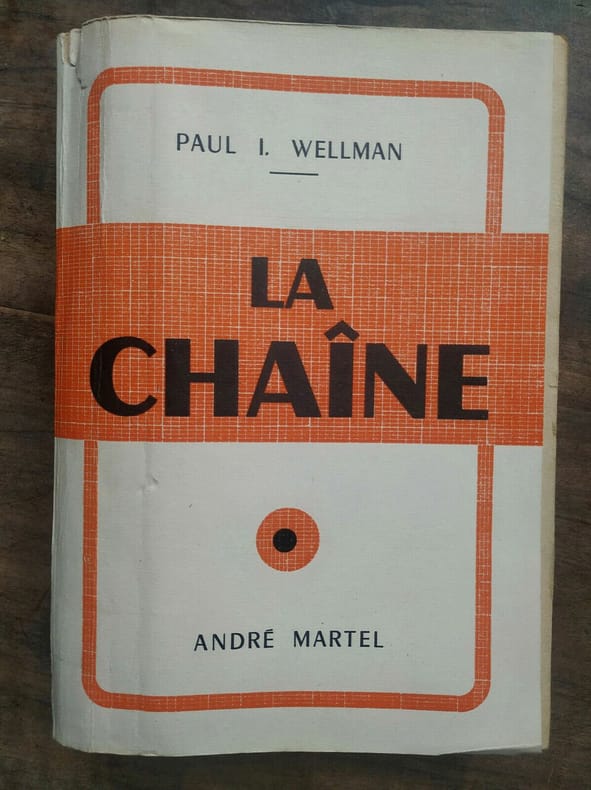 PAUL I. WELLMAN
LA
CHAÎNE
ANDRÉ MARTEL